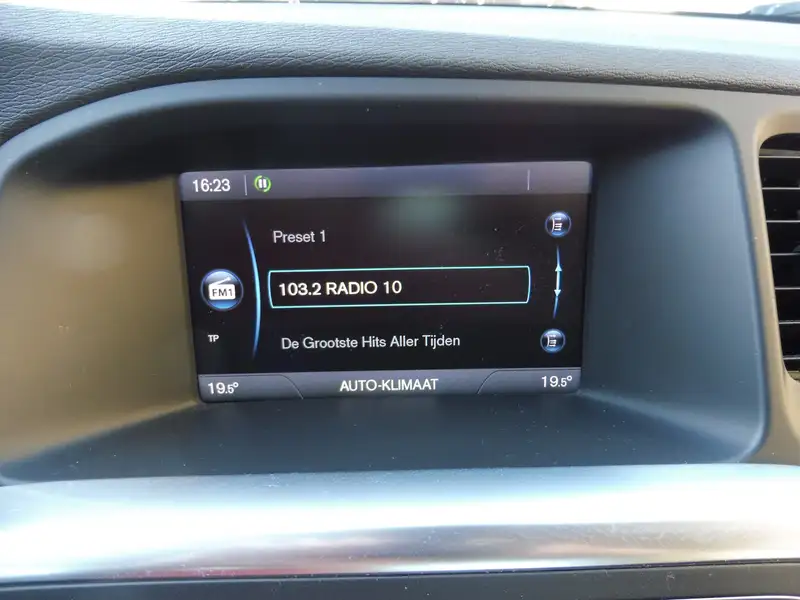 16:23
Preset 1
FM1
103.2 RADIO 10
TP
De Grootste Hits Aller Tijden
19.5°
AUTO-KLIMAAT
19.5°